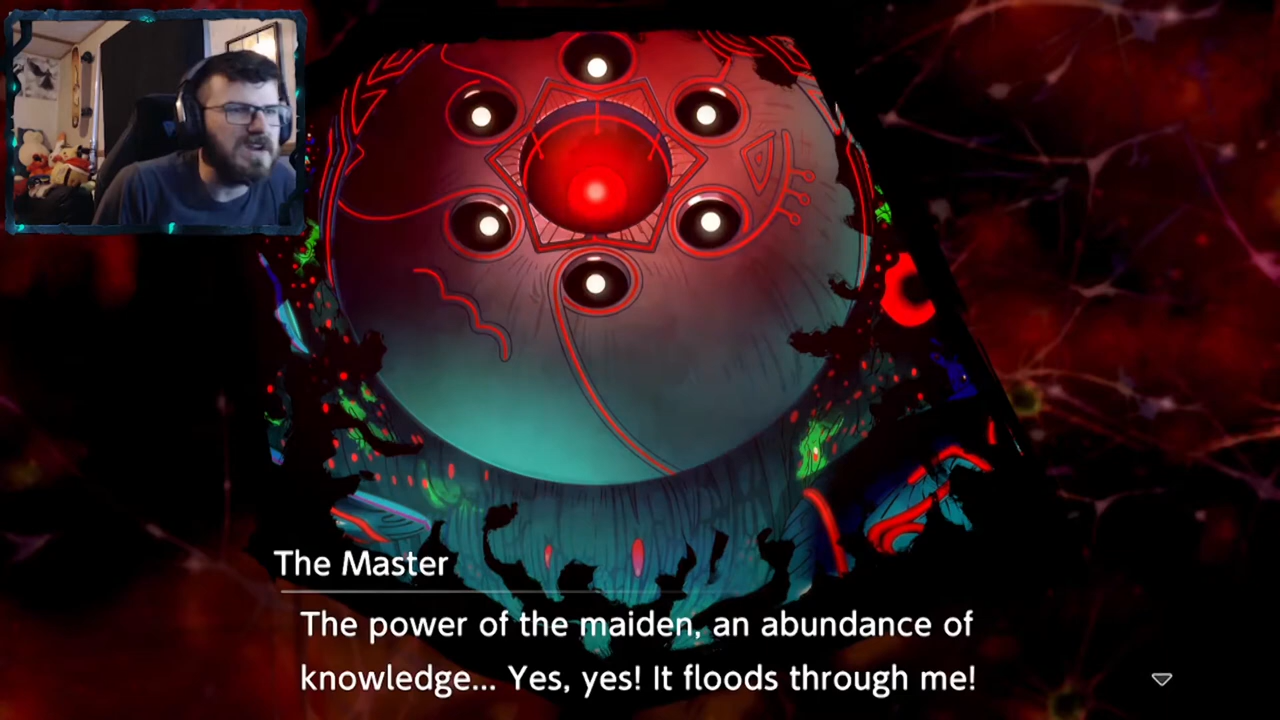 The Master
The power of the maiden, an abundance of
knowledge... Yes, yes! It floods through me!